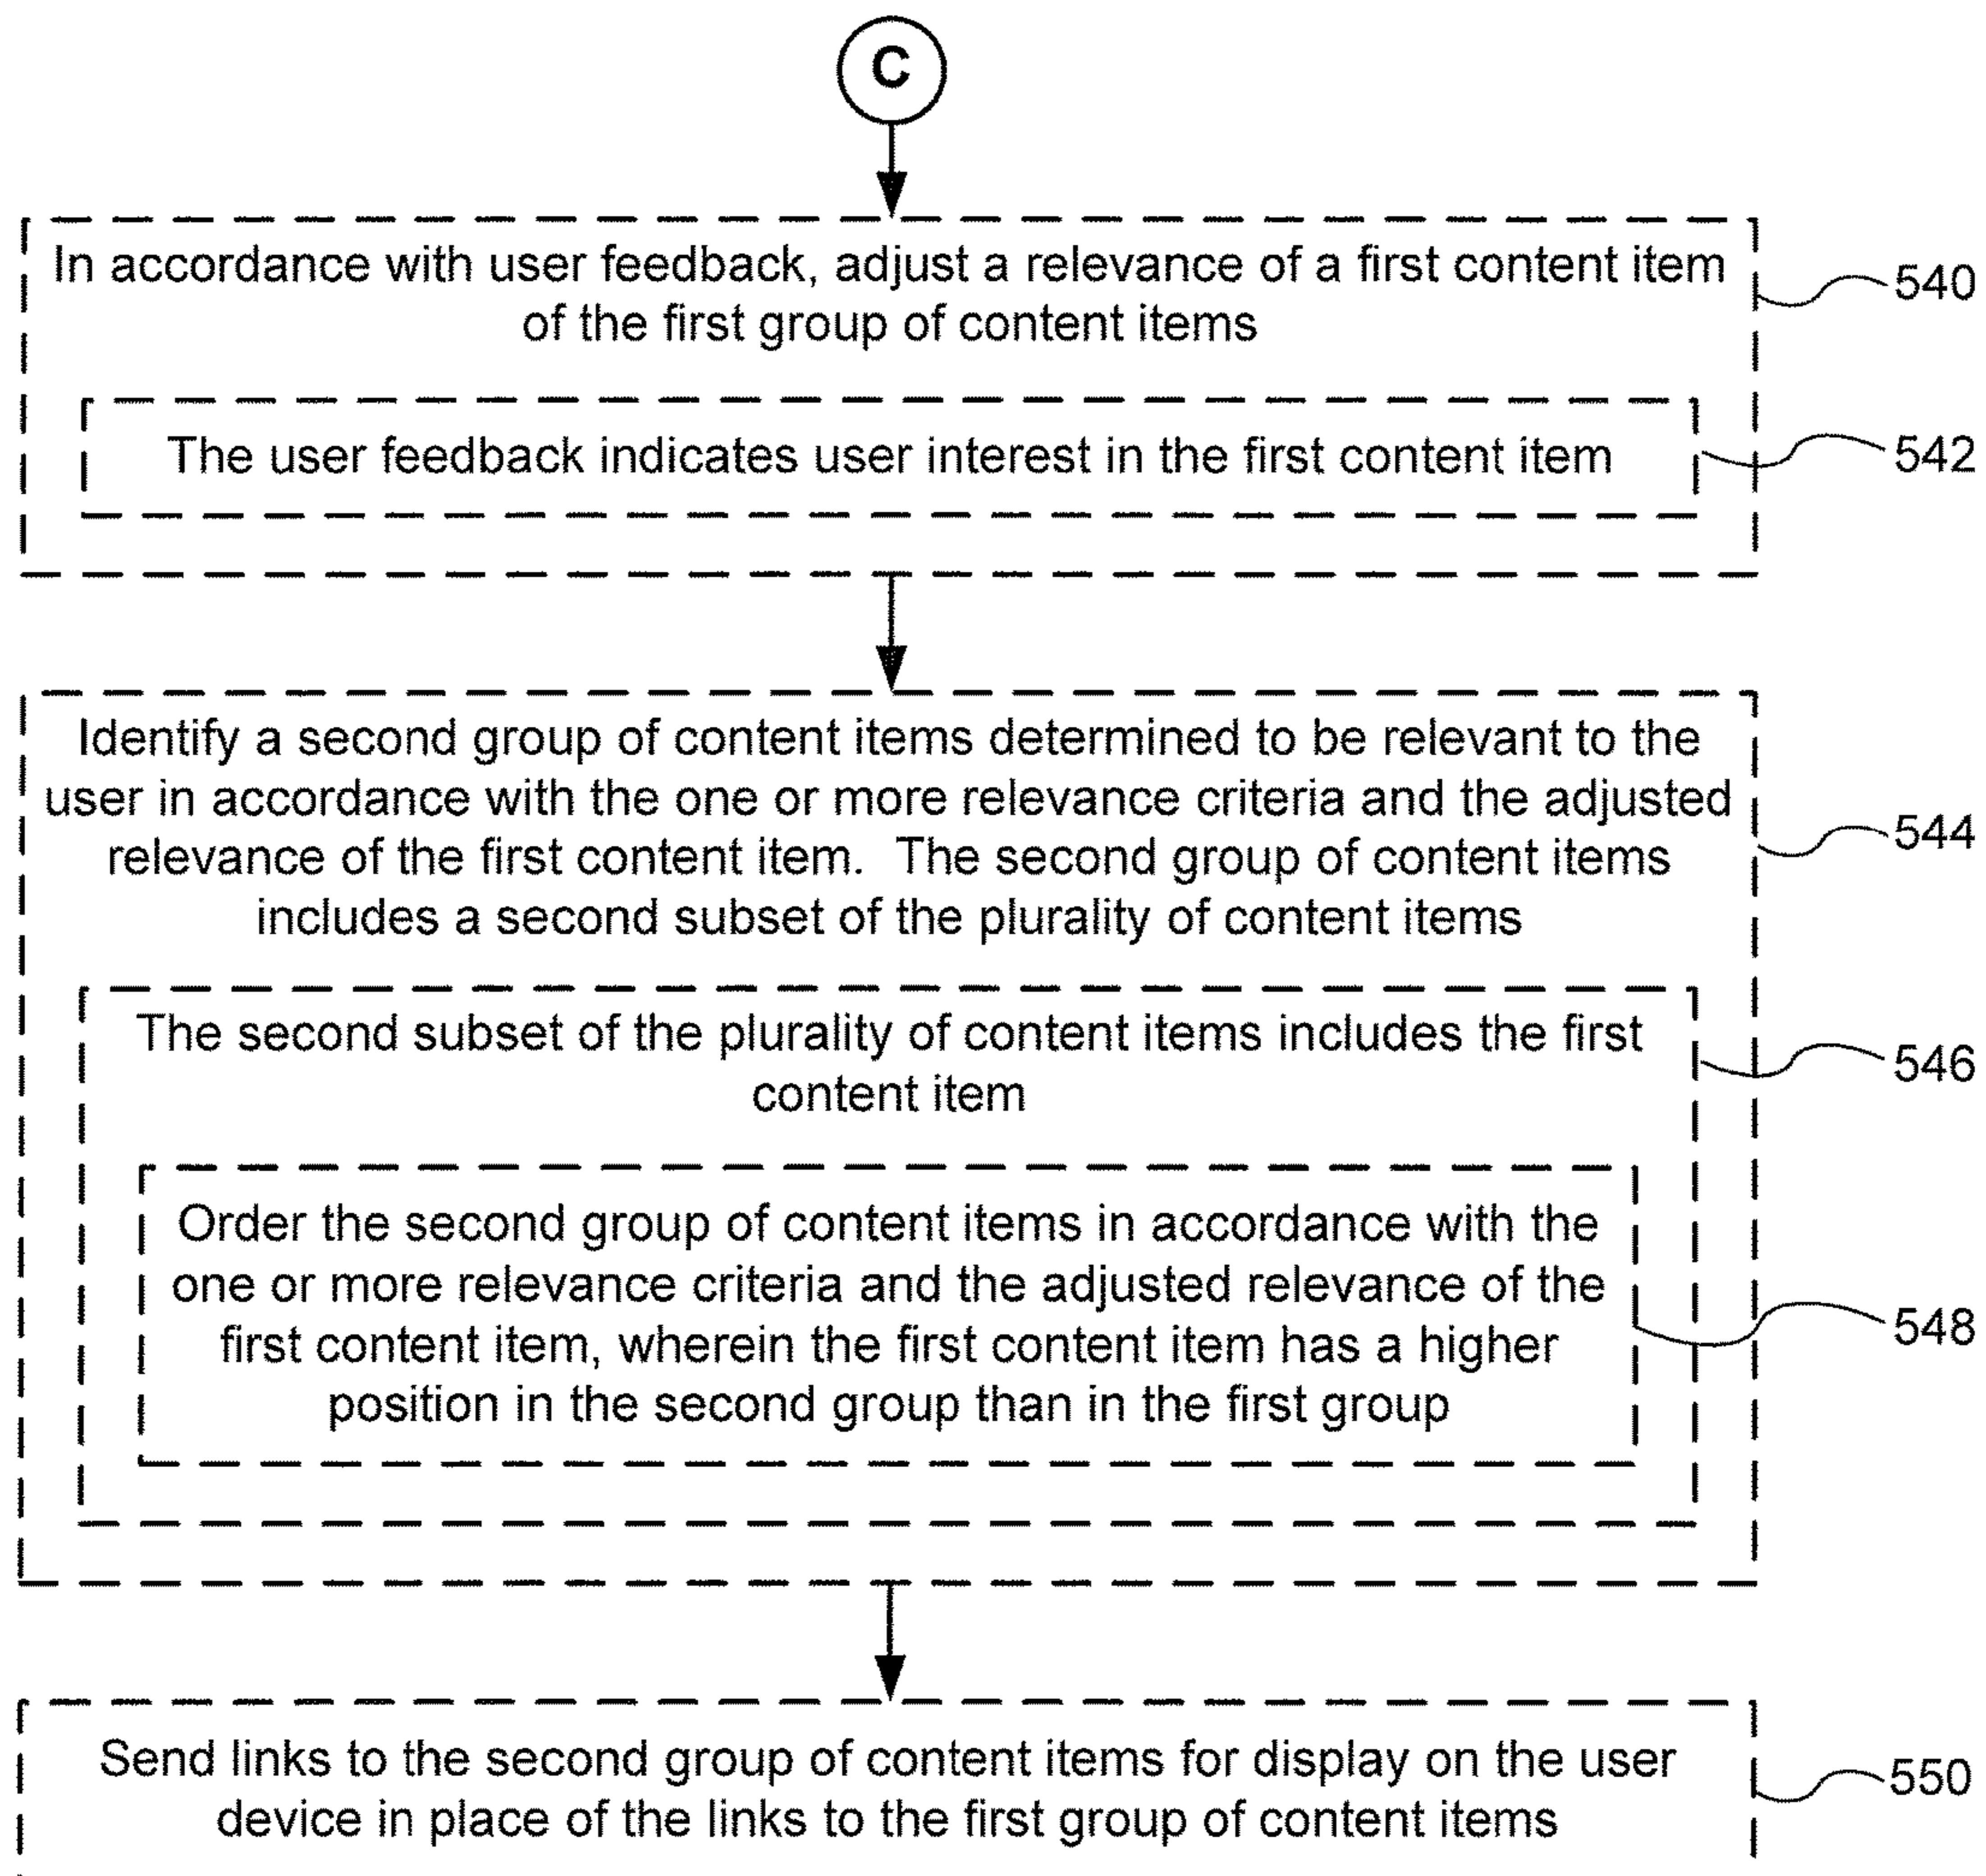 C
In accordance with user feedback, adjust a relevance of a first content item
of the first group of content items
540
The user feedback indicates user interest in the first content item
542
Identify a second group of content items determined to be relevant to the
user in accordance with the one or more relevance criteria and the adjusted
relevance of the first content item.  The second group of content items
includes a second subset of the plurality of content items
544
The second subset of the plurality of content items includes the first
content item
546
Order the second group of content items in accordance with the
one or more relevance criteria and the adjusted relevance of the
first content item, wherein the first content item has a higher
position in the second group than in the first group
548
Send links to the second group of content items for display on the user
device in place of the links to the first group of content items
550